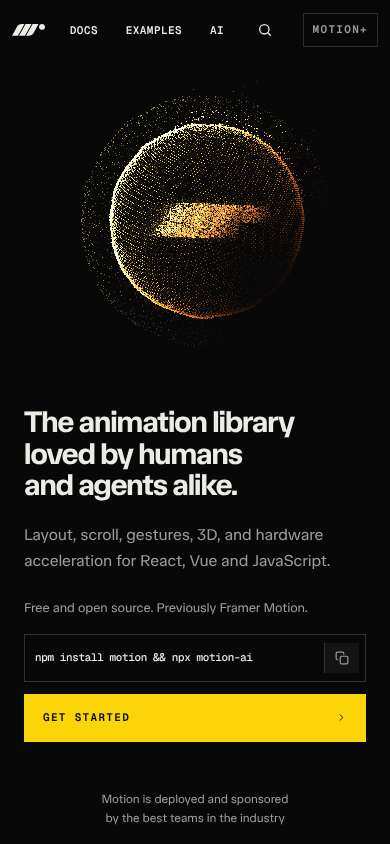 DOCS EXAMPLES AI MOTION+
The animation library
loved by humans
and agents alike.
Layout, scroll, gestures, 3D, and hardware
acceleration for React, Vue and JavaScript.
Free and open source. Previously Framer Motion.
npm install motion && npx motion-ai
GET STARTED
Motion is deployed and sponsored
by the best teams in the industry